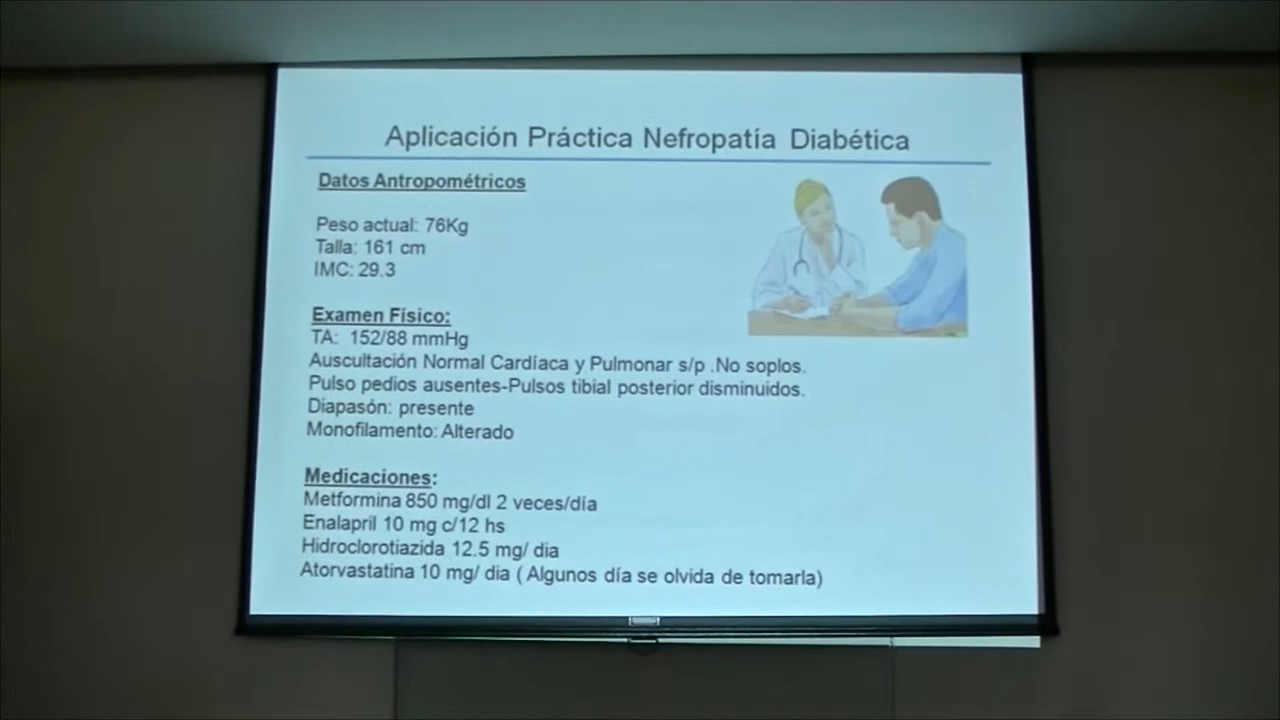 Aplicación Práctica Nefropatía Diabética
Datos Antropométricos
Peso actual: 76Kg
Talla: 161 cm
IMC: 29.3
Examen Físico:
TA: 152/88 mmHg
Auscultación Normal Cardíaca y Pulmonar s/p .No soplos.
Pulso pedios ausentes-Pulsos tibial posterior disminuidos.
Diapasón: presente
Monofilamento: Alterado
Medicaciones:
Metformina 850 mg/dl 2 veces/día
Enalapril 10 mg c/12 hs
Hidroclorotiazida 12.5 mg/ dia
Atorvastatina 10 mg/ dia ( Algunos día se olvida de tomarla)